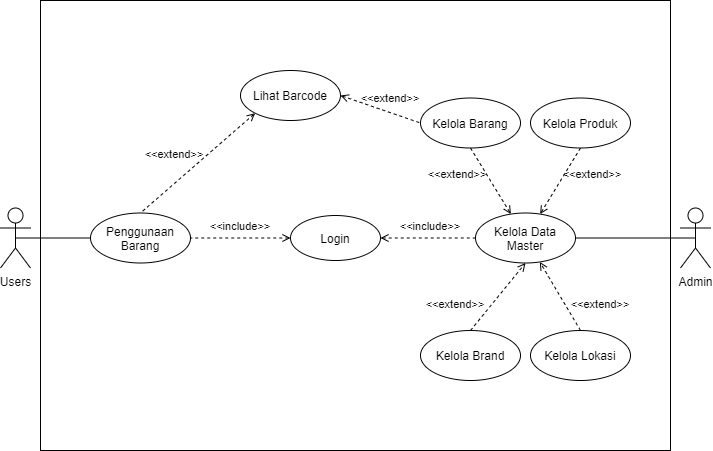 Lihat Barcode
<<extend>>
Kelola Barang
Kelola Produk
<<extend>>
<<extend>>
<<extend>>
Penggunaan
Barang
<<include>>
Login
<<include>>
Kelola Data
Master
Users
Admin
<<extend>>
<<extend>>
Kelola Brand
Kelola Lokasi